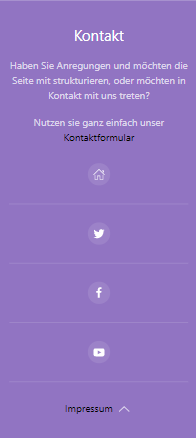 Kontakt
Haben Sie Anregungen und möchten die
Seite mit strukturieren, oder möchten in
Kontakt mit uns treten?
Nutzen sie ganz einfach unser
Kontaktformular
Impressum